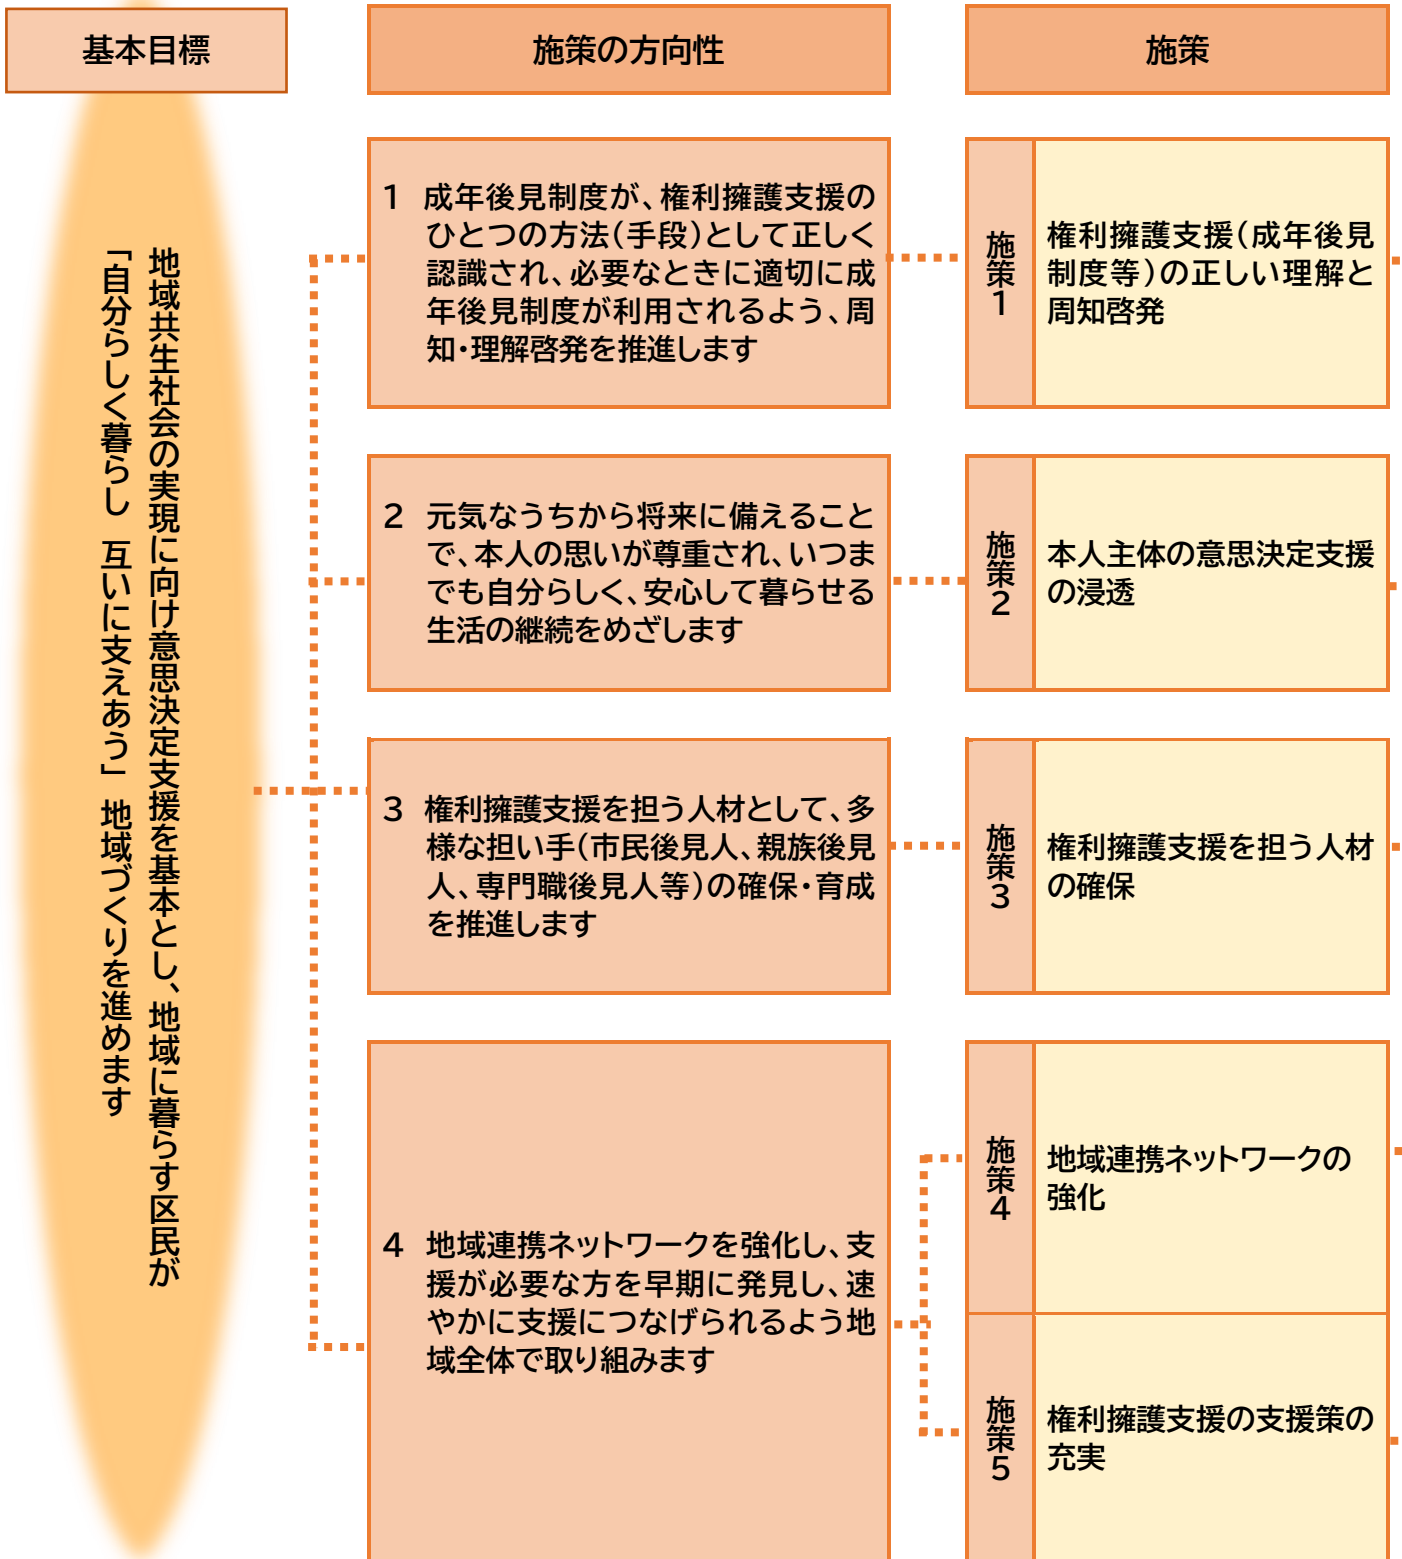 基本目標
施策の方向性
施策
地域共生社会の実現に向け意思決定支援を基本とし、地域に暮らす区民が
「自分らしく暮らし 互いに支えあう」 地域づくりを進めます
1 成年後見制度が、権利擁護支援の
ひとつの方法(手段)として正しく
認識され、必要なときに適切に成
年後見制度が利用されるよう、周
知・理解啓発を推進します
施策1
権利擁護支援(成年後見
制度等)の正しい理解と
周知啓発
2 元気なうちから将来に備えること
で、本人の思いが尊重され、いつま
でも自分らしく、安心して暮らせる
生活の継続をめざします
施策2
本人主体の意思決定支援
の浸透
3 権利擁護支援を担う人材として、多
様な担い手(市民後見人、親族後見
人、専門職後見人等)の確保・育成
を推進します
施策3
権利擁護支援を担う人材
の確保
4 地域連携ネットワークを強化し、支
援が必要な方を早期に発見し、速
やかに支援につなげられるよう地
域全体で取り組みます
施策4
地域連携ネットワークの
強化
施策5
権利擁護支援の支援策の
充実